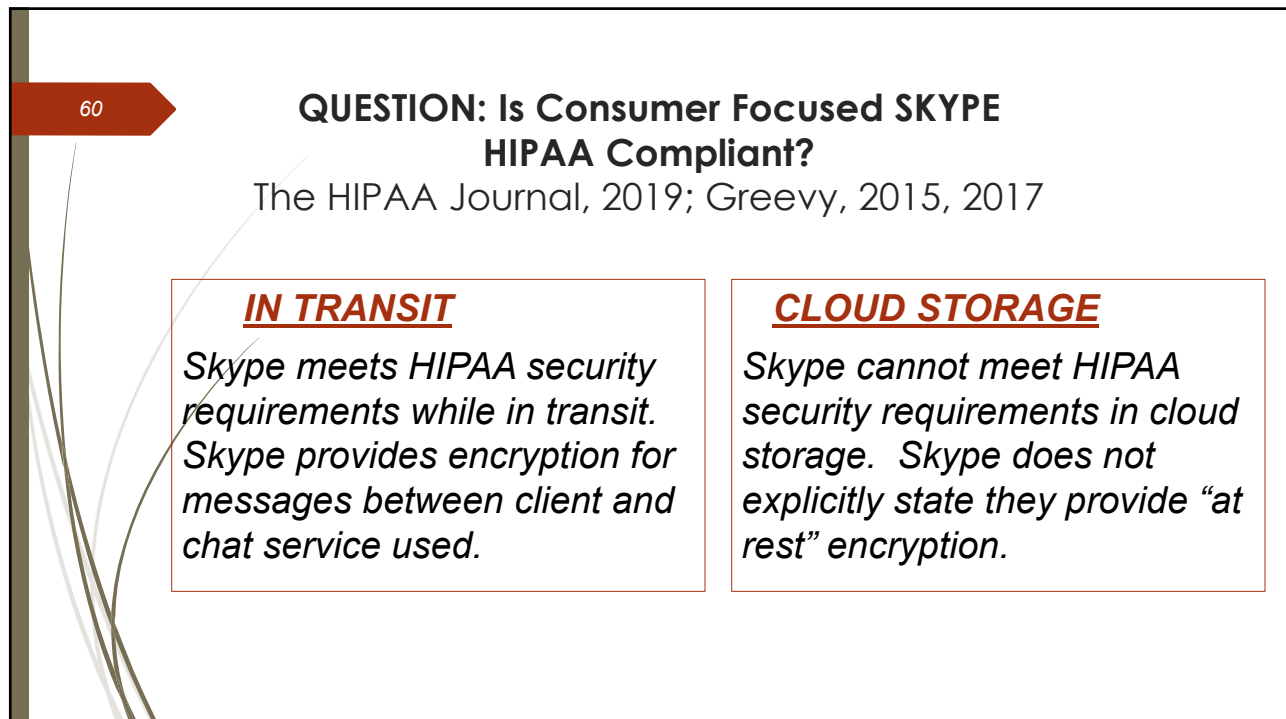 60
QUESTION: Is Consumer Focused SKYPE
HIPAA Compliant?
The HIPAA Journal, 2019; Greevy, 2015, 2017
IN TRANSIT
Skype meets HIPAA security
requirements while in transit.
Skype provides encryption for
messages between client and
chat service used.
CLOUD STORAGE
Skype cannot meet HIPAA
security requirements in cloud
storage.  Skype does not
explicitly state they provide “at
rest” encryption.